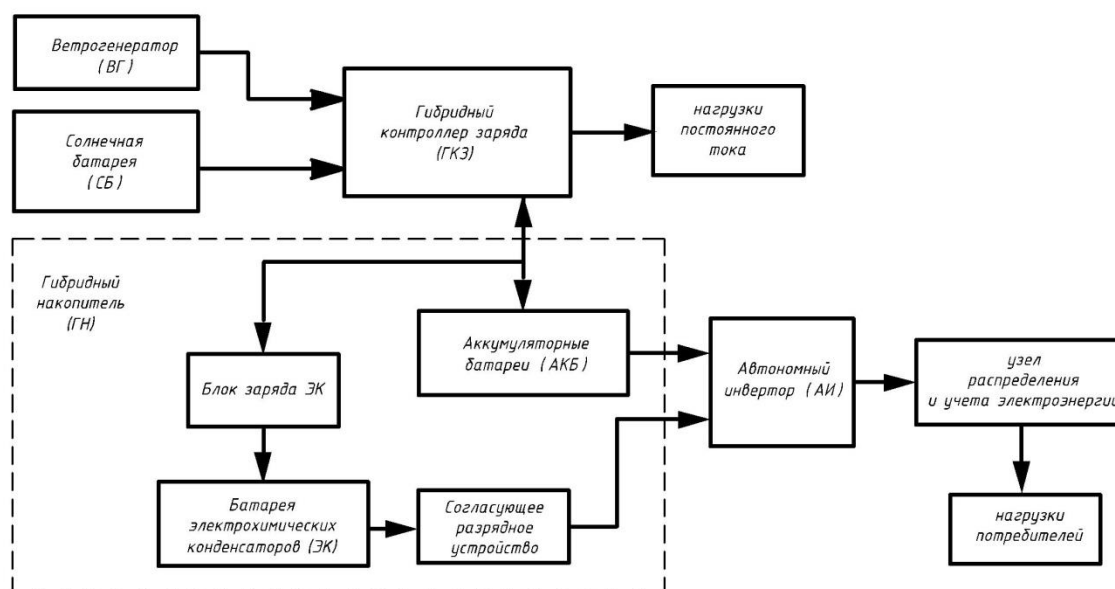 Ветрогенератор
(ВГ)
Солнечная
батарея
(СБ)
Гибридный
контроллер заряда
(ГКЗ)
нагрузки
постоянного
тока
Гибридный
накопитель
(ГН)
Аккумуляторные
батареи (АКБ)
Блок заряда ЭК
Батарея
электрохимических
конденсаторов (ЭК)
Согласующее
разрядное
устройство
Автономный
инвертор (АИ)
узел
распределения
и учета электроэнергии
нагрузки
потребителей